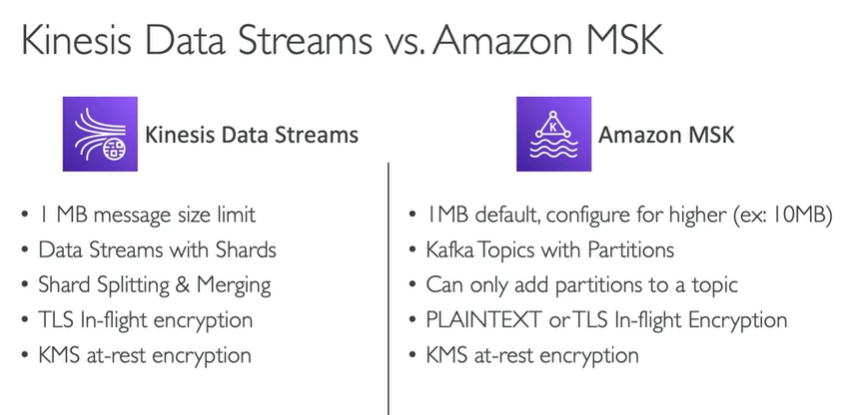 Kinesis Data Streams vs. Amazon MSK
Kinesis Data Streams
• 1 MB message size limit
• Data Streams with Shards
• Shard Splitting & Merging
• TLS In-flight encryption
• KMS at-rest encryption
K
Amazon MSK
• 1MB default, configure for higher (ex: 10MB)
• Kafka Topics with Partitions
• Can only add partitions to a topic
• PLAINTEXT or TLS In-flight Encryption
• KMS at-rest encryption